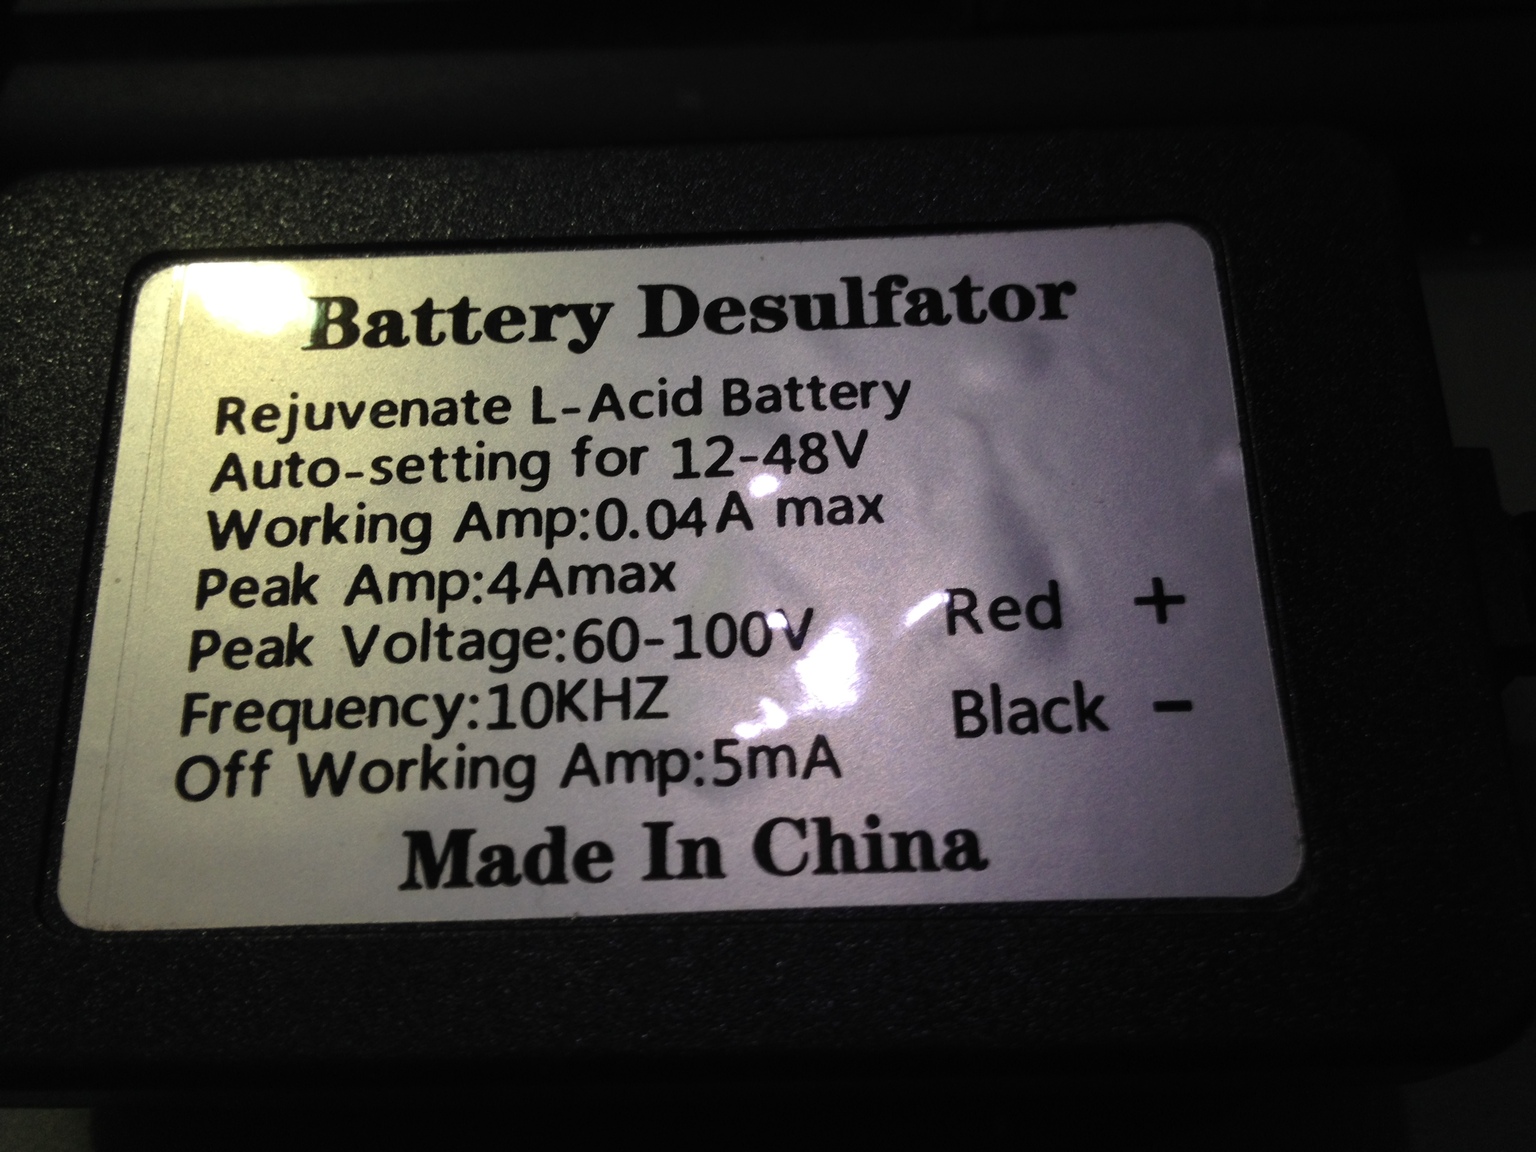 Battery Desulfator
Rejuvenate L-Acid Battery
Auto-setting for 12-48V
Working Amp:0.04A max
Peak Amp:4Amax
Peak Voltage:60-100V
Frequency:10KHZ
Off Working Amp:5mA
Red +
Black -
Made In China